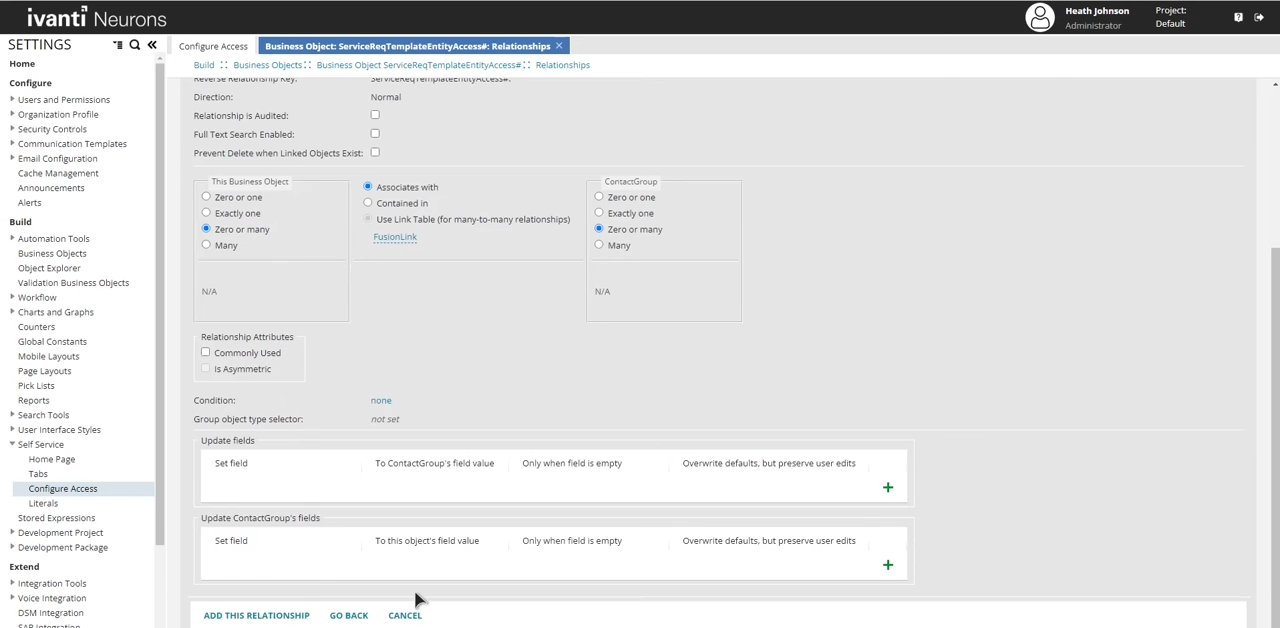 ivanti Neurons
Heath Johnson
Administrator
Project:
Default
SETTINGS
Configure Access
Business Object: ServiceReqTemplateEntityAccess#: Relationships
Build :: Business Objects:: Business Object ServiceReqTemplateEntityAccess#:: Relationships
Home
Configure
Users and Permissions
Organization Profile
Security Controls
Communication Templates
Email Configuration
Cache Management
Announcements
Alerts
Build
Automation Tools
Business Objects
Object Explorer
Validation Business Objects
Workflow
Charts and Graphs
Counters
Global Constants
Mobile Layouts
Page Layouts
Pick Lists
Reports
Search Tools
User Interface Styles
Self Service
Home Page
Tabs
Configure Access
Literals
Stored Expressions
Development Project
Development Package
Extend
Integration Tools
Voice Integration
DSM Integration
SAP Integration
Reverse Relationship Key: ServiceReqTemplateEntityAccess#.
Direction: Normal
Relationship is Audited:
Full Text Search Enabled:
Prevent Delete when Linked Objects Exist:
This Business Object
Zero or one
Exactly one
Zero or many
Many
N/A
Associates with
Contained in
Use Link Table (for many-to-many relationships)
FusionLink
ContactGroup
Zero or one
Exactly one
Zero or many
Many
N/A
Relationship Attributes
Commonly Used
Is Asymmetric
Condition: none
Group object type selector: not set
Update fields
Set field To ContactGroup's field value Only when field is empty Overwrite defaults, but preserve user edits
Update ContactGroup's fields
Set field To this object's field value Only when field is empty Overwrite defaults, but preserve user edits
ADD THIS RELATIONSHIP GO BACK CANCEL